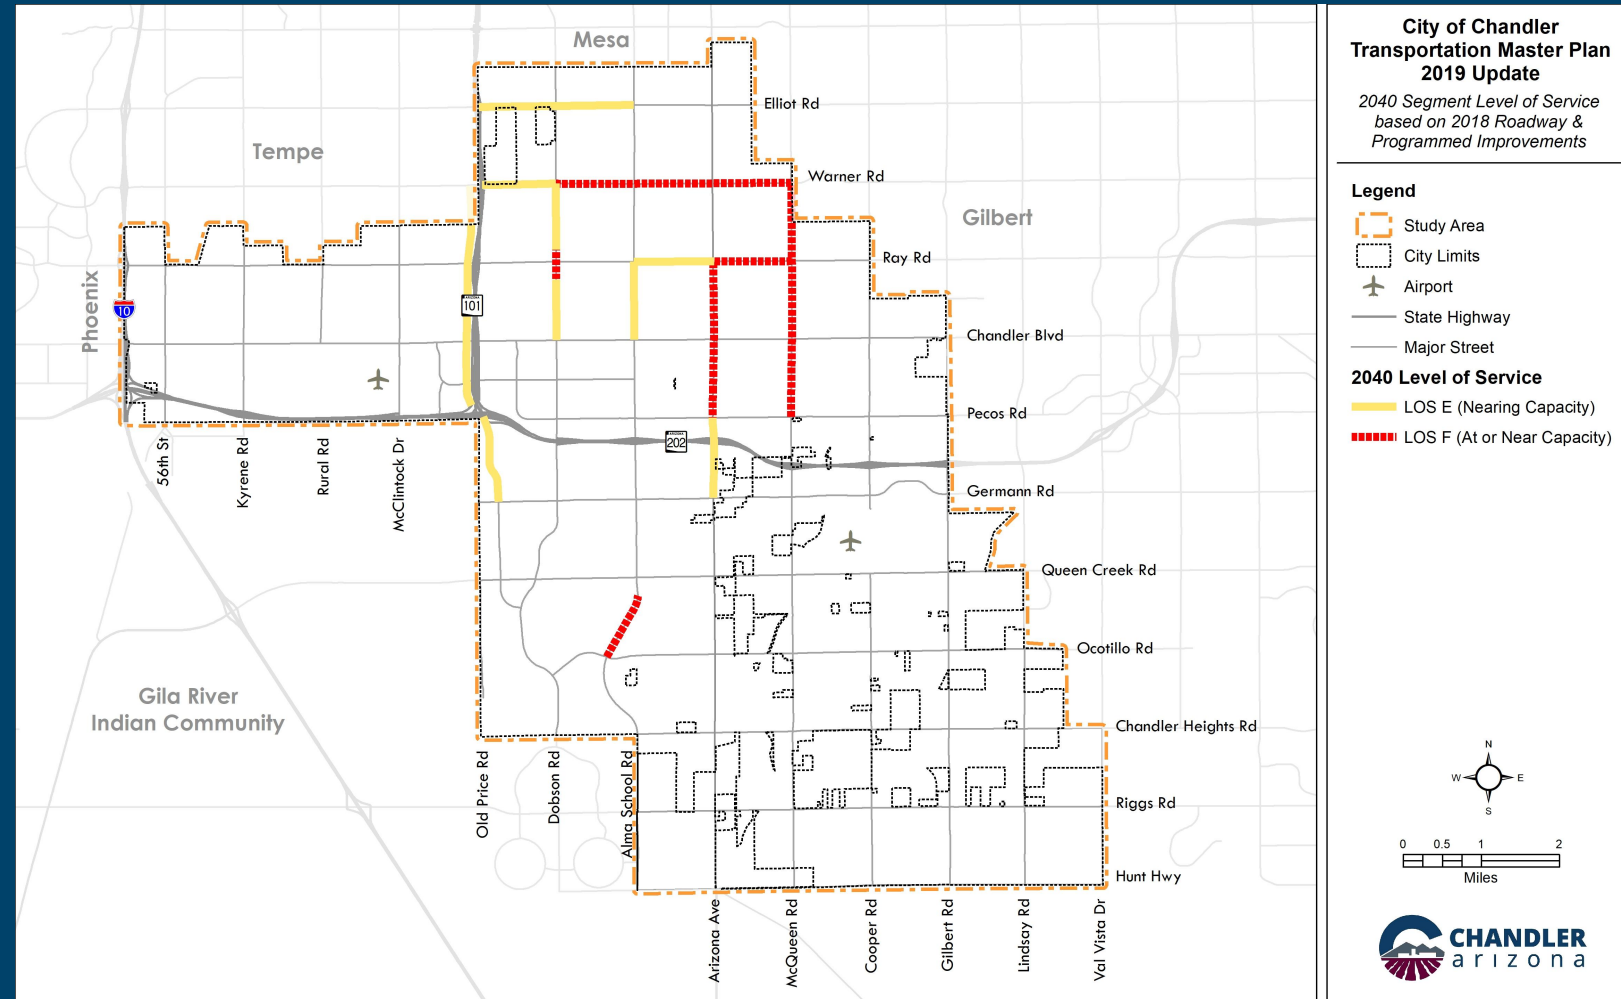 City of Chandler
Transportation Master Plan
2019 Update
2040 Segment Level of Service
based on 2018 Roadway &
Programmed Improvements
Legend
Study Area
City Limits
Airport
State Highway
Major Street
2040 Level of Service
LOS E (Nearing Capacity)
LOS F (At or Near Capacity)
Mesa
Tempe
Gilbert
Phoenix
Gila River
Indian Community
Elliot Rd
Warner Rd
Ray Rd
Chandler Blvd
Pecos Rd
Germann Rd
Queen Creek Rd
Ocotillo Rd
Chandler Heights Rd
Riggs Rd
Hunt Hwy
10
ARIZONA
101
ARIZONA
202
56th St
Kyrene Rd
Rural Rd
McClintock Dr
Old Price Rd
Dobson Rd
Alma School Rd
Arizona Ave
McQueen Rd
Cooper Rd
Gilbert Rd
Lindsay Rd
Val Vista Dr
N
W E
S
0 0.5 1 2
Miles
CHANDLER
arizona